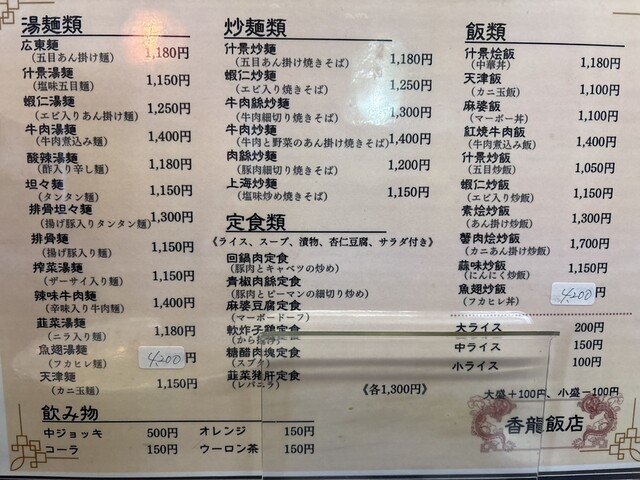 湯麺類
広東麺 1,180円
(五目あん掛け麺)
什景湯麺 1,150円
(塩味五目麺)
蝦仁湯麺 1,250円
(エビ入りあん掛け麺)
牛肉湯麺 1,400円
(牛肉煮込み麺)
酸辣湯麺 1,180円
(酢入り辛し麺)
坦々麺 1,150円
(タンタン麺)
排骨坦々麺 1,300円
(揚げ豚入りタンタン麺)
排骨麺 1,150円
(揚げ豚入り麺)
搾菜湯麺 1,150円
(ザーサイ入り麺)
辣味牛肉麺 1,400円
(辛味入り牛肉麺)
韮菜湯麺 1,180円
(ニラ入り麺)
魚翅湯麺 4,200円
(フカヒレ麺)
天津麺 1,150円
(カニ玉麺)
炒麺類
什景炒麺 1,180円
(五目あん掛け焼きそば)
蝦仁炒麺 1,250円
(エビ入り焼きそば)
牛肉絲炒麺 1,300円
(牛肉細切り焼きそば)
牛肉炒麺 1,400円
(牛肉と野菜のあん掛け焼きそば)
肉絲炒麺 1,200円
(豚肉細切り焼きそば)
上海炒麺 1,150円
(塩味炒め焼きそば)
定食類
《ライス、スープ、漬物、杏仁豆腐、サラダ付き》
回鍋肉定食
(豚肉とキャベツの炒め)
青椒肉絲定食
(豚肉とピーマンの細切り炒め)
麻婆豆腐定食
(マーボードーフ)
軟炸子鶏定食
(から揚げ)
糖醋肉塊定食
(スブタ)
韮菜猪肝定食
(レバニラ)
《各1,300円》
飯類
什景烩飯 1,180円
(中華丼)
天津飯 1,100円
(カニ玉飯)
麻婆飯 1,100円
(マーボー丼)
紅焼牛肉飯 1,400円
(牛肉煮込み飯)
什景炒飯 1,050円
(五目炒飯)
蝦仁炒飯 1,150円
(エビ入り炒飯)
素烩炒飯 1,300円
(あん掛け炒飯)
蟹肉烩炒飯 1,700円
(カニあん掛け炒飯)
蒜味炒飯 1,150円
(にんにく炒飯)
魚翅炒飯 4,200円
(フカヒレ丼)
大ライス 200円
中ライス 150円
小ライス 100円
大盛+100円、小盛-100円
飲み物
中ジョッキ 500円 オレンジ 150円
コーラ 150円 ウーロン茶 150円
香龍飯店